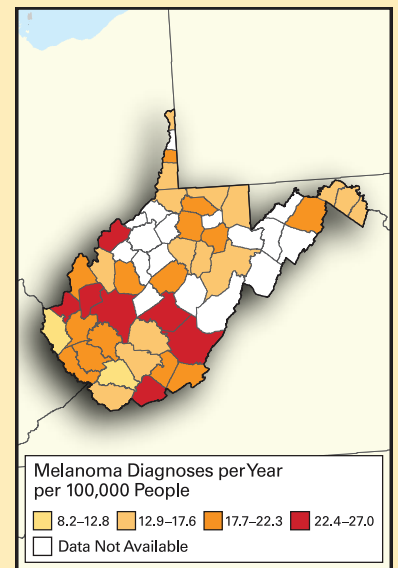 Melanoma Diagnoses per Year
per 100,000 People
8.2–12.8 12.9–17.6 17.7–22.3 22.4–27.0
Data Not Available